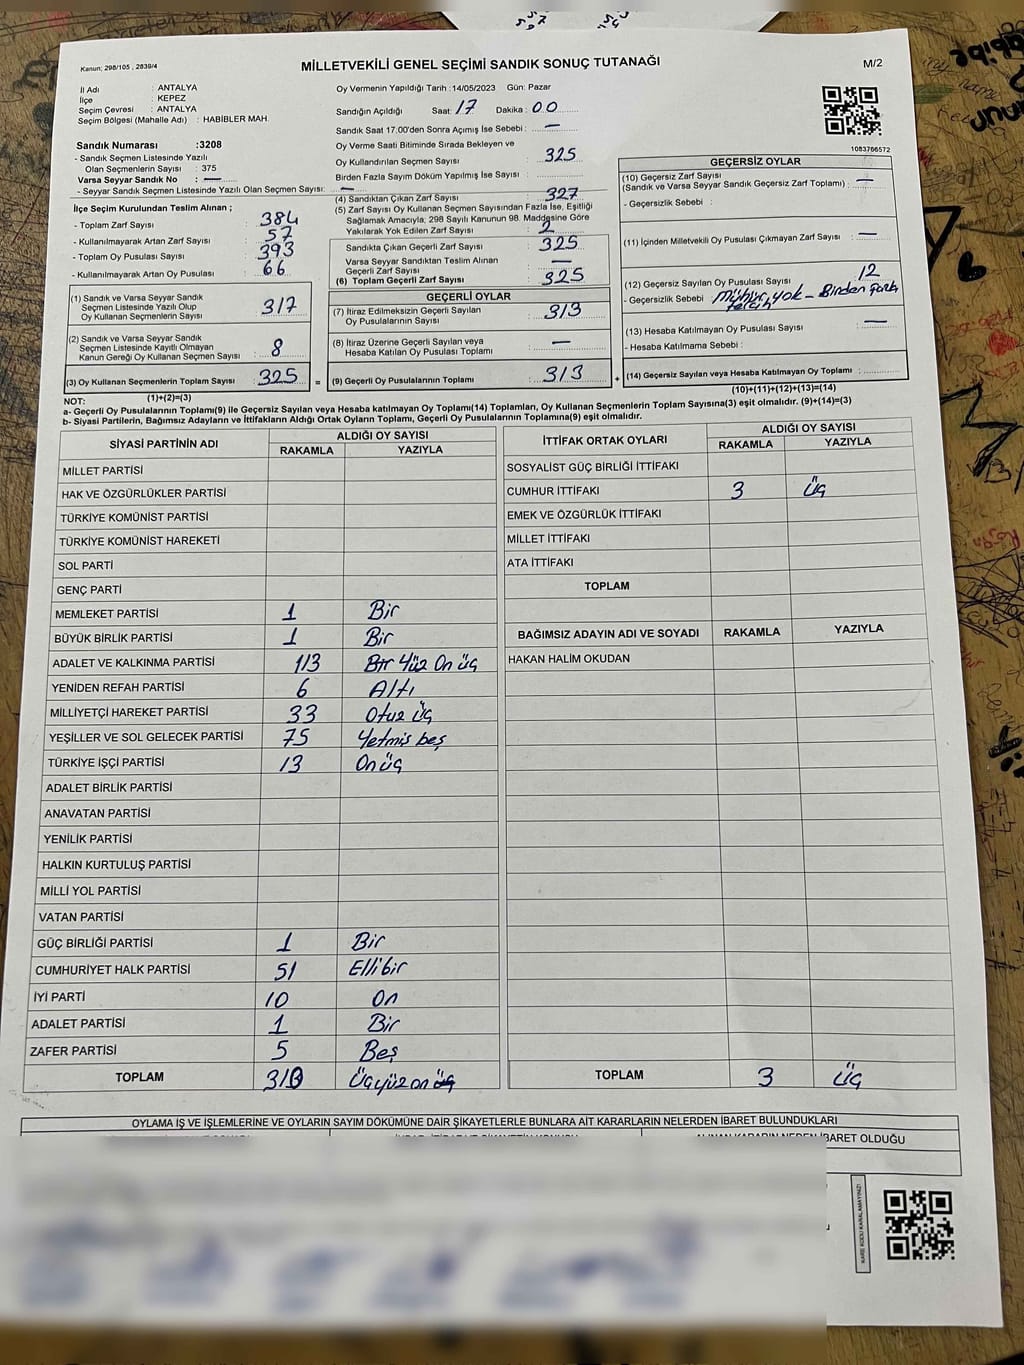 Kanun; 298/105 , 2839/4
MİLLETVEKİLİ GENEL SEÇİMİ SANDIK SONUÇ TUTANAĞI
M/2
İl Adı : ANTALYA
İlçe : KEPEZ
Seçim Çevresi : ANTALYA
Seçim Bölgesi (Mahalle Adı) : HABİBLER MAH.
Sandık Numarası :3208
- Sandık Seçmen Listesinde Yazılı
Olan Seçmenlerin Sayısı : 375
Varsa Seyyar Sandık No : —
- Seyyar Sandık Seçmen Listesinde Yazılı Olan Seçmen Sayısı: —
İlçe Seçim Kurulundan Teslim Alınan ;
- Toplam Zarf Sayısı : 384
- Kullanılmayarak Artan Zarf Sayısı : 57
- Toplam Oy Pusulası Sayısı : 393
- Kullanılmayarak Artan Oy Pusulası : 66
(1) Sandık ve Varsa Seyyar Sandık
Seçmen Listesinde Yazılı Olup
Oy Kullanan Seçmenlerin Sayısı : 317
(2) Sandık ve Varsa Seyyar Sandık
Seçmen Listesinde Kayıtlı Olmayan
Kanun Gereği Oy Kullanan Seçmen Sayısı : 8
(3) Oy Kullanan Seçmenlerin Toplam Sayısı : 325
(1)+(2)=(3)
Oy Vermenin Yapıldığı Tarih :14/05/2023 Gün: Pazar
Sandığın Açıldığı Saat: 17 Dakika : 00
Sandık Saat 17:00'den Sonra Açımış İse Sebebi : —
Oy Verme Saati Bitiminde Sırada Bekleyen ve
Oy Kullandırılan Seçmen Sayısı : 325
Birden Fazla Sayım Döküm Yapılmış İse Sayısı :
(4) Sandıktan Çıkan Zarf Sayısı : 327
(5) Zarf Sayısı Oy Kullanan Seçmen Sayısından Fazla İse, Eşitliği
Sağlamak Amacıyla; 298 Sayılı Kanunun 98. Maddesine Göre
Yakılarak Yok Edilen Zarf Sayısı : 2
Sandıkta Çıkan Geçerli Zarf Sayısı : 325
Varsa Seyyar Sandıktan Teslim Alınan
Geçerli Zarf Sayısı : —
(6) Toplam Geçerli Zarf Sayısı : 325
GEÇERLİ OYLAR
(7) İtiraz Edilmeksizin Geçerli Sayılan
Oy Pusulalarının Sayısı : 313
(8) İtiraz Üzerine Geçerli Sayılan veya
Hesaba Katılan Oy Pusulası Toplamı : —
= (9) Geçerli Oy Pusulalarının Toplamı : 313 +
1083766572
GEÇERSİZ OYLAR
(10) Geçersiz Zarf Sayısı
(Sandık ve Varsa Seyyar Sandık Geçersiz Zarf Toplamı) : —
- Geçersizlik Sebebi :
(11) İçinden Milletvekili Oy Pusulası Çıkmayan Zarf Sayısı : —
(12) Geçersiz Sayılan Oy Pusulası Sayısı : 12
- Geçersizlik Sebebi : Mühür yok – Birden fazla
tercih
(13) Hesaba Katılmayan Oy Pusulası Sayısı : —
- Hesaba Katılmama Sebebi :
(14) Geçersiz Sayılan veya Hesaba Katılmayan Oy Toplamı :
(10)+(11)+(12)+(13)=(14)
NOT:
a- Geçerli Oy Pusulaları Toplamı(9) ile Geçersiz Sayılan veya Hesaba katılmayan Oy Toplamı(14) Toplamları, Oy Kullanan Seçmenlerin Toplam Sayısına(3) eşit olmalıdır. (9)+(14)=(3)
b- Siyasi Partilerin, Bağımsız Adayların ve İttifakların Aldığı Ortak Oyların Toplamı, Geçerli Oy Pusulalarının Toplamına(9) eşit olmalıdır.
SİYASİ PARTİNİN ADI ALDIĞI OY SAYISI
RAKAMLA YAZIYLA
MİLLET PARTİSİ
HAK VE ÖZGÜRLÜKLER PARTİSİ
TÜRKİYE KOMÜNİST PARTİSİ
TÜRKİYE KOMÜNİST HAREKETİ
SOL PARTİ
GENÇ PARTİ
MEMLEKET PARTİSİ 1 Bir
BÜYÜK BİRLİK PARTİSİ 1 Bir
ADALET VE KALKINMA PARTİSİ 113 Bir Yüz On üç
YENİDEN REFAH PARTİSİ 6 Altı
MİLLİYETÇİ HAREKET PARTİSİ 33 Otuz üç
YEŞİLLER VE SOL GELECEK PARTİSİ 75 Yetmiş beş
TÜRKİYE İŞÇİ PARTİSİ 13 On üç
ADALET BİRLİK PARTİSİ
ANAVATAN PARTİSİ
YENİLİK PARTİSİ
HALKIN KURTULUŞ PARTİSİ
MİLLİ YOL PARTİSİ
VATAN PARTİSİ
GÜÇ BİRLİĞİ PARTİSİ 1 Bir
CUMHURİYET HALK PARTİSİ 51 Elli bir
İYİ PARTİ 10 On
ADALET PARTİSİ 1 Bir
ZAFER PARTİSİ 5 Beş
TOPLAM 310 Üçyüz on
İTTİFAK ORTAK OYLARI ALDIĞI OY SAYISI
RAKAMLA YAZIYLA
SOSYALİST GÜÇ BİRLİĞİ İTTİFAKI
CUMHUR İTTİFAKI 3 Üç
EMEK VE ÖZGÜRLÜK İTTİFAKI
MİLLET İTTİFAKI
ATA İTTİFAKI
TOPLAM
BAĞIMSIZ ADAYIN ADI VE SOYADI RAKAMLA YAZIYLA
HAKAN HALİM OKUDAN
TOPLAM 3 Üç
OYLAMA İŞ VE İŞLEMLERİNE VE OYLARIN SAYIM DÖKÜMÜNE DAİR ŞİKAYETLERLE BUNLARA AİT KARARLARIN NELERDEN İBARET BULUNDUKLARI
ALINAN KARARIN NEDEN İBARET OLDUĞU
KARE KODU KARALAMAYINIZ!